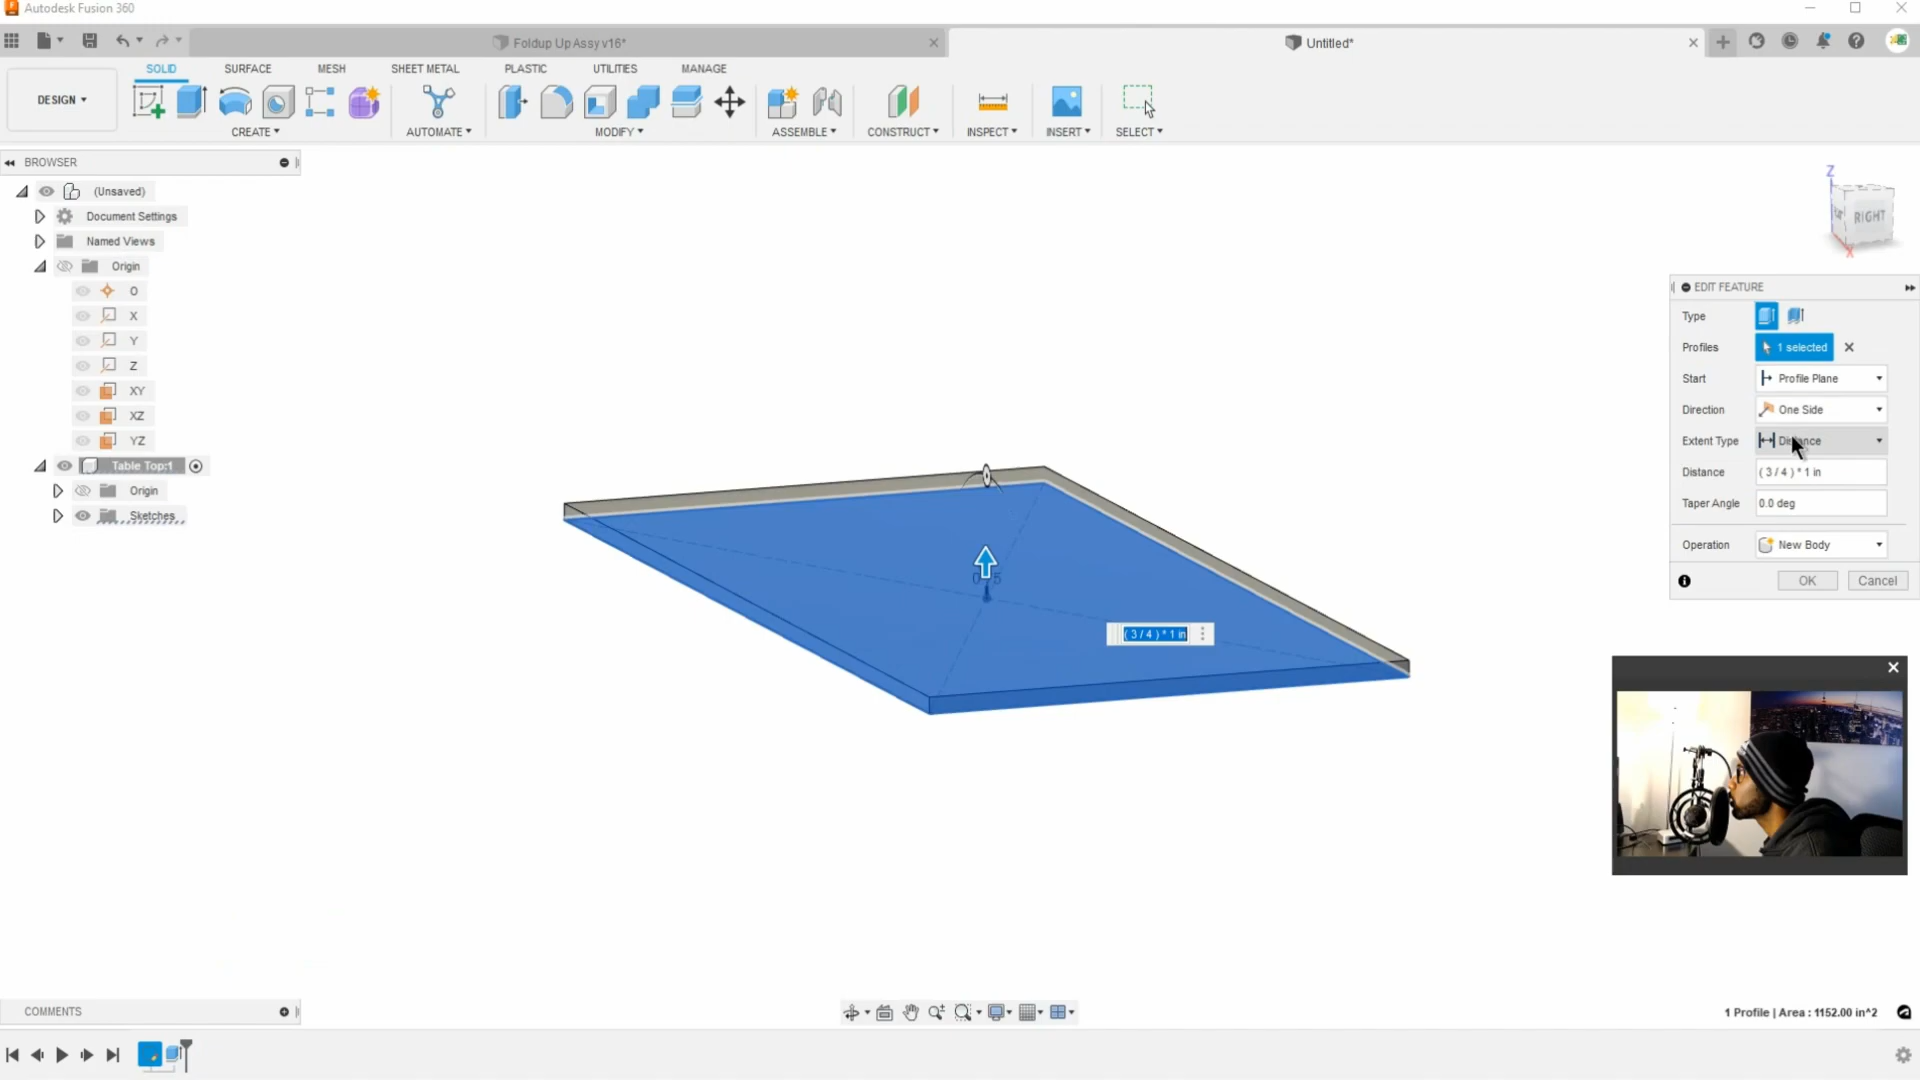 Autodesk Fusion 360
Foldup Up Assy v16*
Untitled*
DESIGN
SOLID
SURFACE
MESH
SHEET METAL
PLASTIC
UTILITIES
MANAGE
CREATE
AUTOMATE
MODIFY
ASSEMBLE
CONSTRUCT
INSPECT
INSERT
SELECT
BROWSER
(Unsaved)
Document Settings
Named Views
Origin
O
X
Y
Z
XY
XZ
YZ
Table Top:1
Origin
Sketches
Z
RIGHT
X
EDIT FEATURE
Type
Profiles 1 selected
Start Profile Plane
Direction One Side
Extent Type Distance
Distance ( 3 / 4 ) * 1 in
Taper Angle 0.0 deg
Operation New Body
OK Cancel
( 3 / 4 ) * 1 in
COMMENTS
1 Profile | Area : 1152.00 in^2